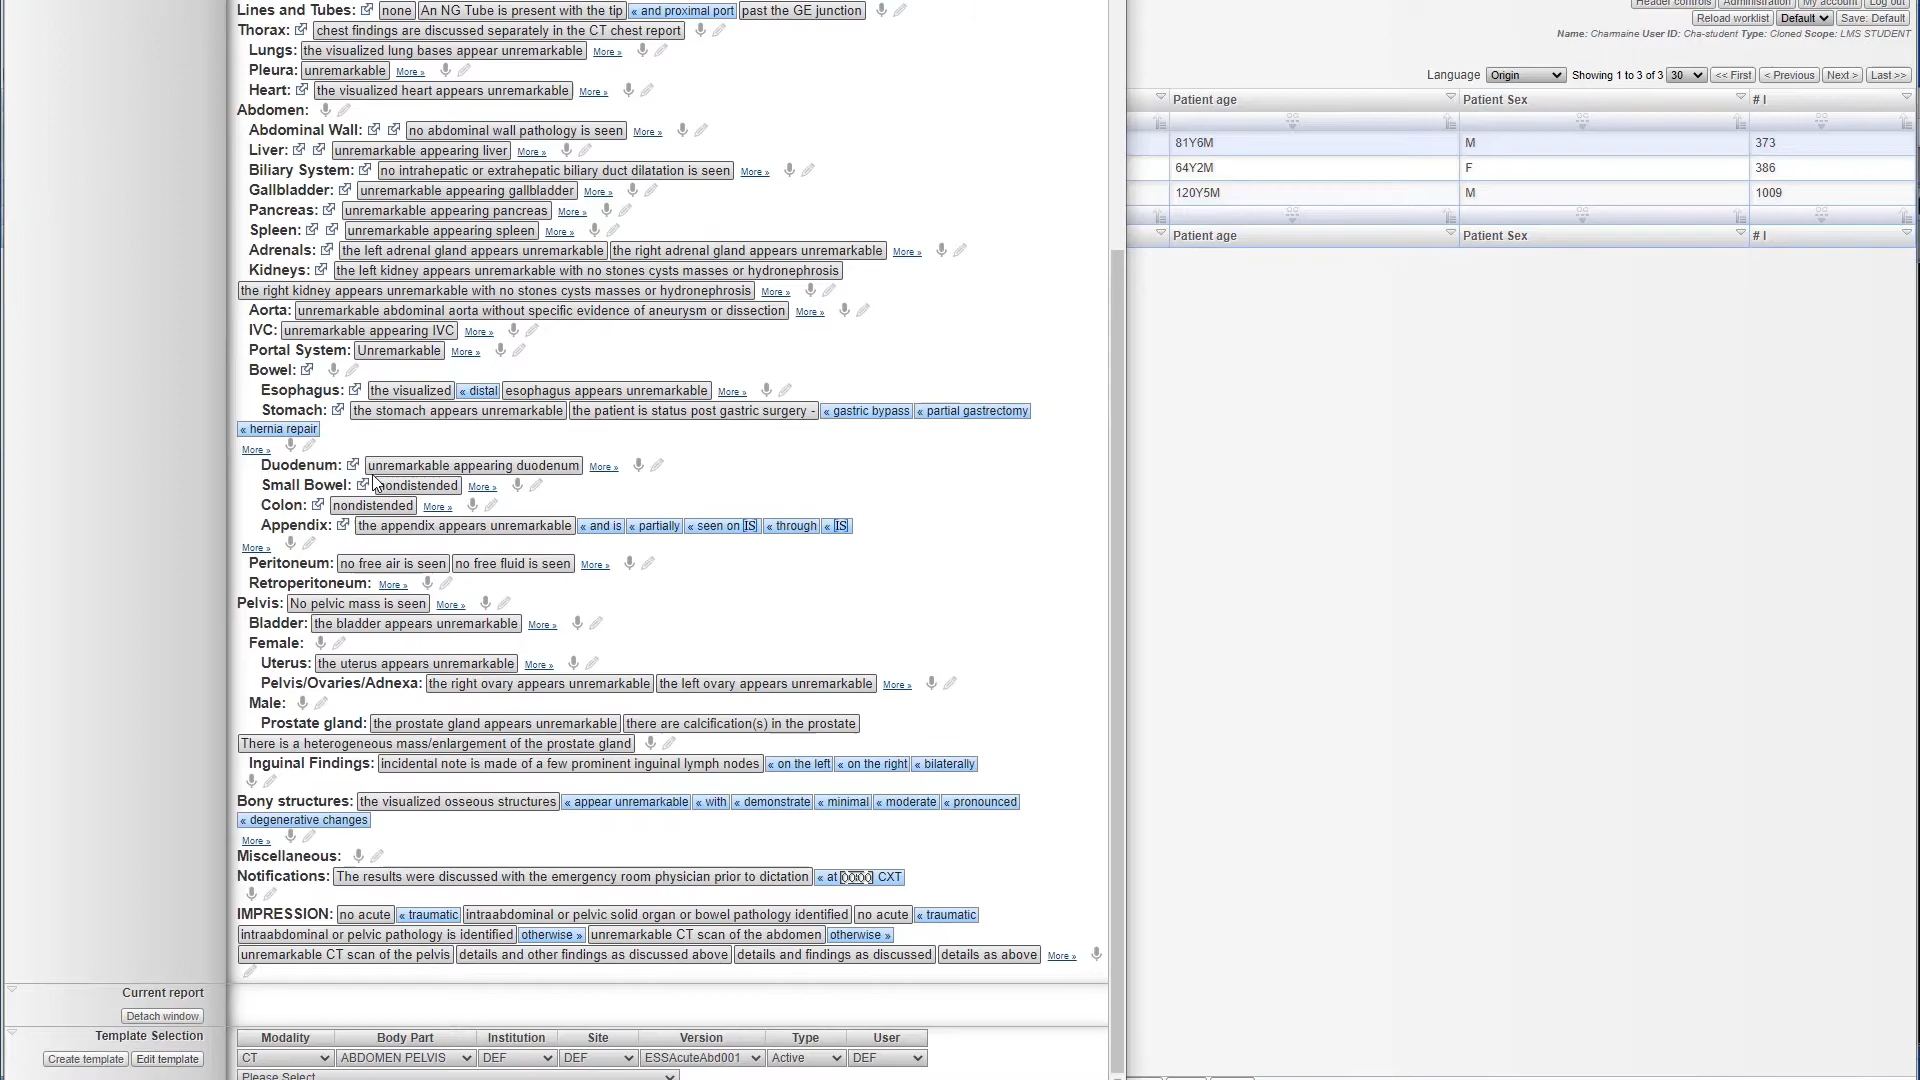 Lines and Tubes: none An NG Tube is present with the tip « and proximal port past the GE junction
Thorax: chest findings are discussed separately in the CT chest report
Lungs: the visualized lung bases appear unremarkable More »
Pleura: unremarkable More »
Heart: the visualized heart appears unremarkable More »
Abdomen:
Abdominal Wall: no abdominal wall pathology is seen More »
Liver: unremarkable appearing liver More »
Biliary System: no intrahepatic or extrahepatic biliary duct dilatation is seen More »
Gallbladder: unremarkable appearing gallbladder More »
Pancreas: unremarkable appearing pancreas More »
Spleen: unremarkable appearing spleen More »
Adrenals: the left adrenal gland appears unremarkable the right adrenal gland appears unremarkable More »
Kidneys: the left kidney appears unremarkable with no stones cysts masses or hydronephrosis
the right kidney appears unremarkable with no stones cysts masses or hydronephrosis More »
Aorta: unremarkable abdominal aorta without specific evidence of aneurysm or dissection More »
IVC: unremarkable appearing IVC More »
Portal System: Unremarkable More »
Bowel:
Esophagus: the visualized « distal esophagus appears unremarkable More »
Stomach: the stomach appears unremarkable the patient is status post gastric surgery - « gastric bypass « partial gastrectomy
« hernia repair
More »
Duodenum: unremarkable appearing duodenum More »
Small Bowel: nondistended More »
Colon: nondistended More »
Appendix: the appendix appears unremarkable « and is « partially « seen on [IS] « through « [IS]
More »
Peritoneum: no free air is seen no free fluid is seen More »
Retroperitoneum: More »
Pelvis: No pelvic mass is seen More »
Bladder: the bladder appears unremarkable More »
Female:
Uterus: the uterus appears unremarkable More »
Pelvis/Ovaries/Adnexa: the right ovary appears unremarkable the left ovary appears unremarkable More »
Male:
Prostate gland: the prostate gland appears unremarkable there are calcification(s) in the prostate
There is a heterogeneous mass/enlargement of the prostate gland
Inguinal Findings: incidental note is made of a few prominent inguinal lymph nodes « on the left « on the right « bilaterally
Bony structures: the visualized osseous structures « appear unremarkable « with « demonstrate « minimal « moderate « pronounced
« degenerative changes
More »
Miscellaneous:
Notifications: The results were discussed with the emergency room physician prior to dictation « at 00:00 CXT
IMPRESSION: no acute « traumatic intraabdominal or pelvic solid organ or bowel pathology identified no acute « traumatic
intraabdominal or pelvic pathology is identified otherwise » unremarkable CT scan of the abdomen otherwise »
unremarkable CT scan of the pelvis details and other findings as discussed above details and findings as discussed details as above More »
Current report
Detach window
Template Selection
Create template Edit template
Modality Body Part Institution Site Version Type User
CT ABDOMEN PELVIS DEF DEF ESSAcuteAbd001 Active DEF
Please Select
Header controls Administration My account Log out
Reload worklist Default Save: Default
Name: Charmaine User ID: Cha-student Type: Cloned Scope: LMS STUDENT
Language Origin Showing 1 to 3 of 3 30 << First < Previous Next > Last >>
Patient age Patient Sex # I
81Y6M M 373
64Y2M F 386
120Y5M M 1009
Patient age Patient Sex # I